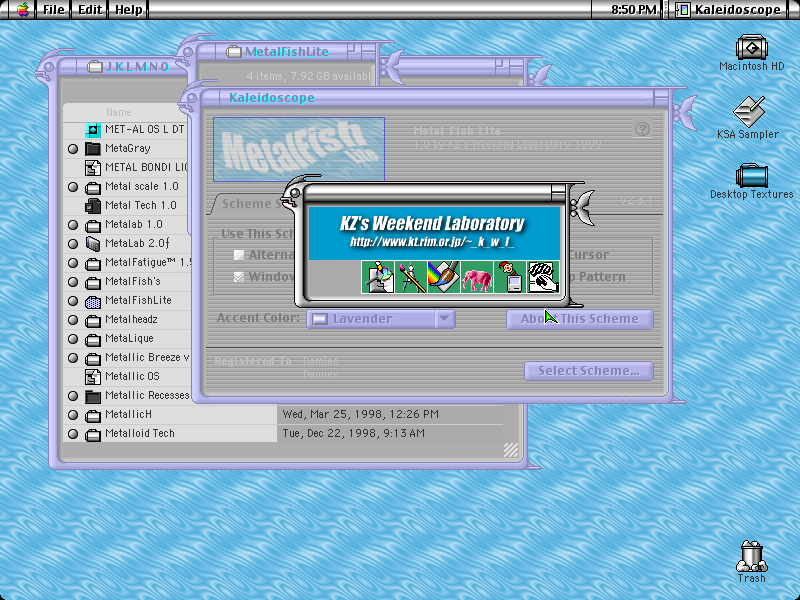 File Edit Help 8:50 PM Kaleidoscope
Macintosh HD
KSA Sampler
Desktop Textures
Trash
J K L M N O
Name
MET-AL OS L DT
MetaGray
METAL BONDI LIQ
Metal scale 1.0
Metal Tech 1.0
Metalab 1.0
MetaLab 2.0ƒ
MetalFatigue™ 1.5
MetalFish's
MetalFishLite
Metalheadz
MetaLique
Metallic Breeze v
Metallic OS
Metallic Recesses
MetallicH Wed, Mar 25, 1998, 12:26 PM
Metalloid Tech Tue, Dec 22, 1998, 9:13 AM
MetalFishLite
4 items, 7.92 GB availabl
Kaleidoscope
MetalFish
Lite
Metal Fish Lite
1.0 by KZ's Weekend Laboratory 1999
?
Scheme S
v2.3.1
Use This Sch
Alterna
Window
Cursor
p Pattern
Accent Color: Lavender
About This Scheme
Registered To Damien
Damien
Select Scheme...
KZ's Weekend Laboratory
http://www.kt.rim.or.jp/~_k_w_l_